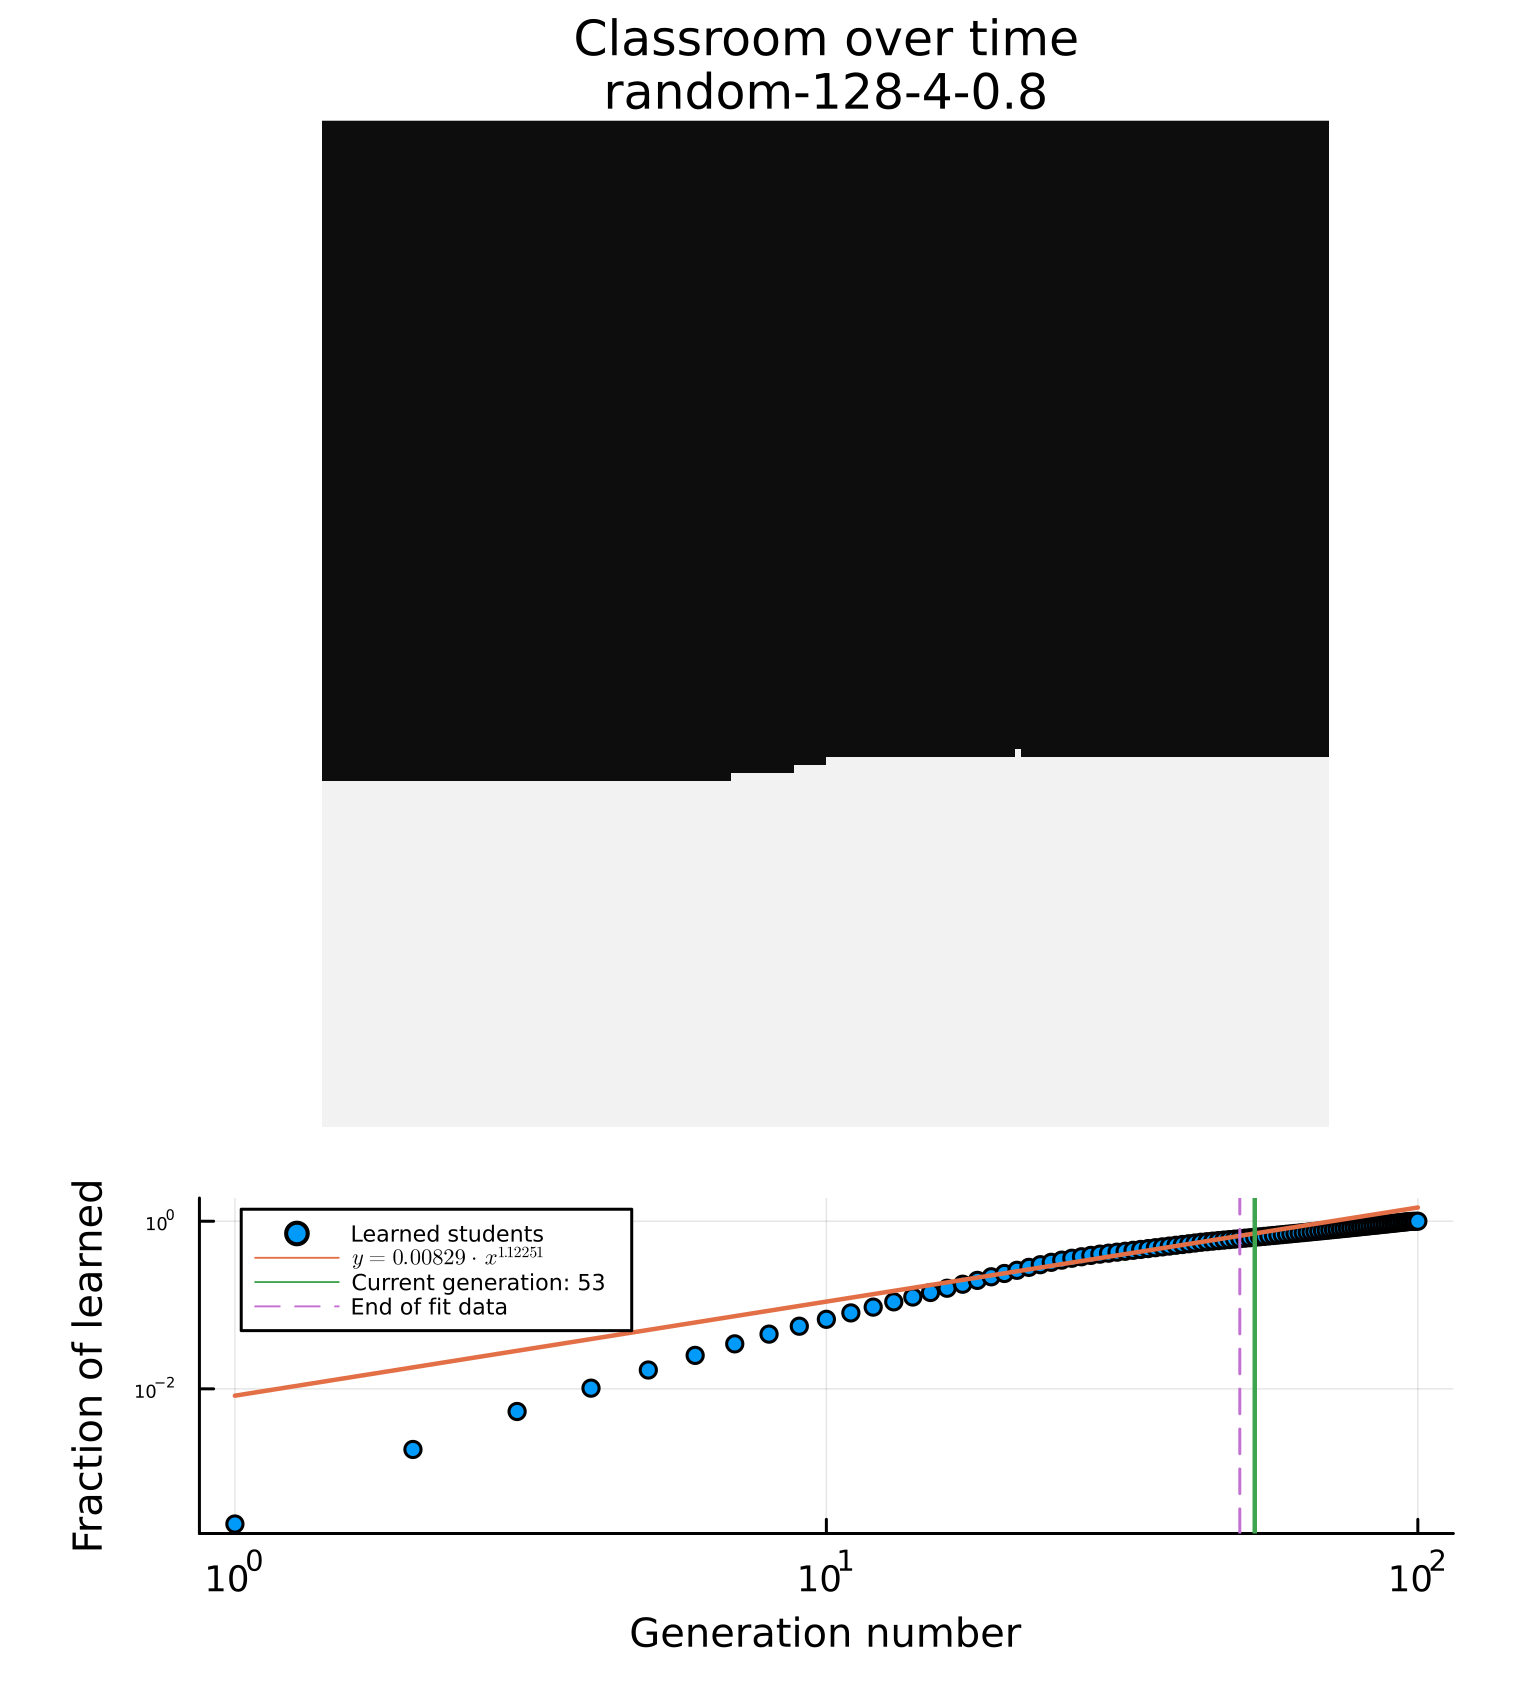 Classroom over time
random-128-4-0.8
Fraction of learned
10^0
10^-2
Learned students
y = 0.00829 · x^1.12251
Current generation: 53
End of fit data
10^0
10^1
10^2
Generation number